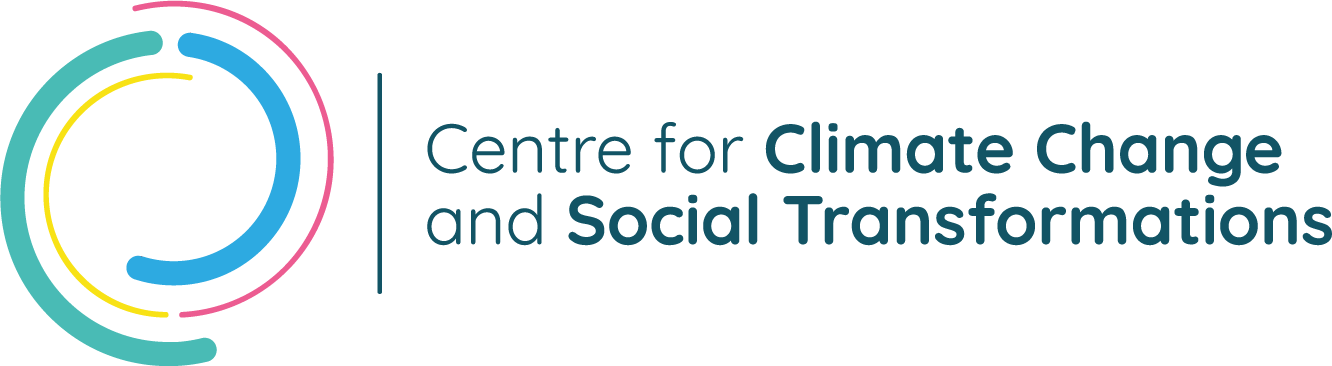 Centre for Climate Change
and Social Transformations